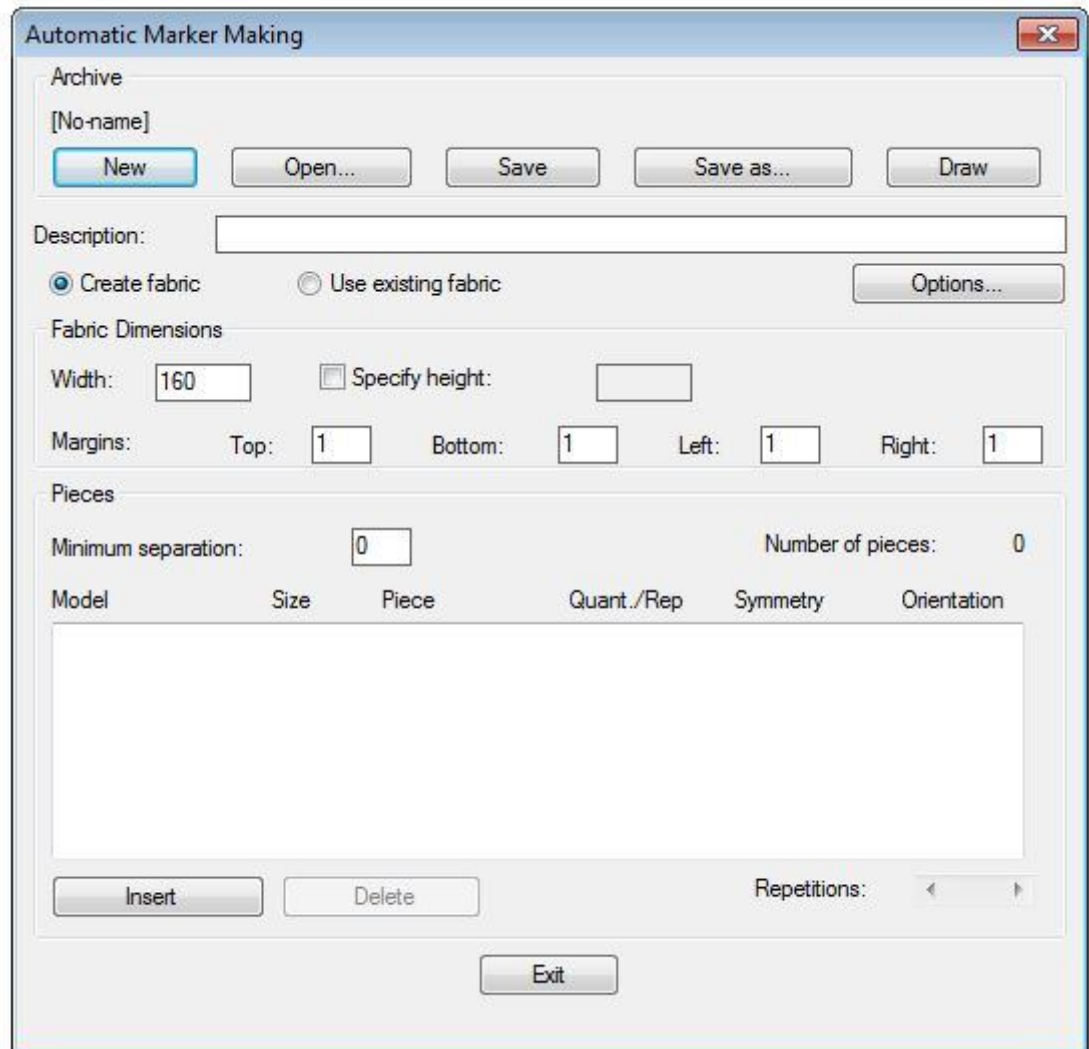 Automatic Marker Making
Archive
[No-name]
New Open... Save Save as... Draw
Description:
Create fabric Use existing fabric Options...
Fabric Dimensions
Width: 160 Specify height:
Margins: Top: 1 Bottom: 1 Left: 1 Right: 1
Pieces
Minimum separation: 0 Number of pieces: 0
Model Size Piece Quant./Rep Symmetry Orientation
Insert Delete Repetitions:
Exit